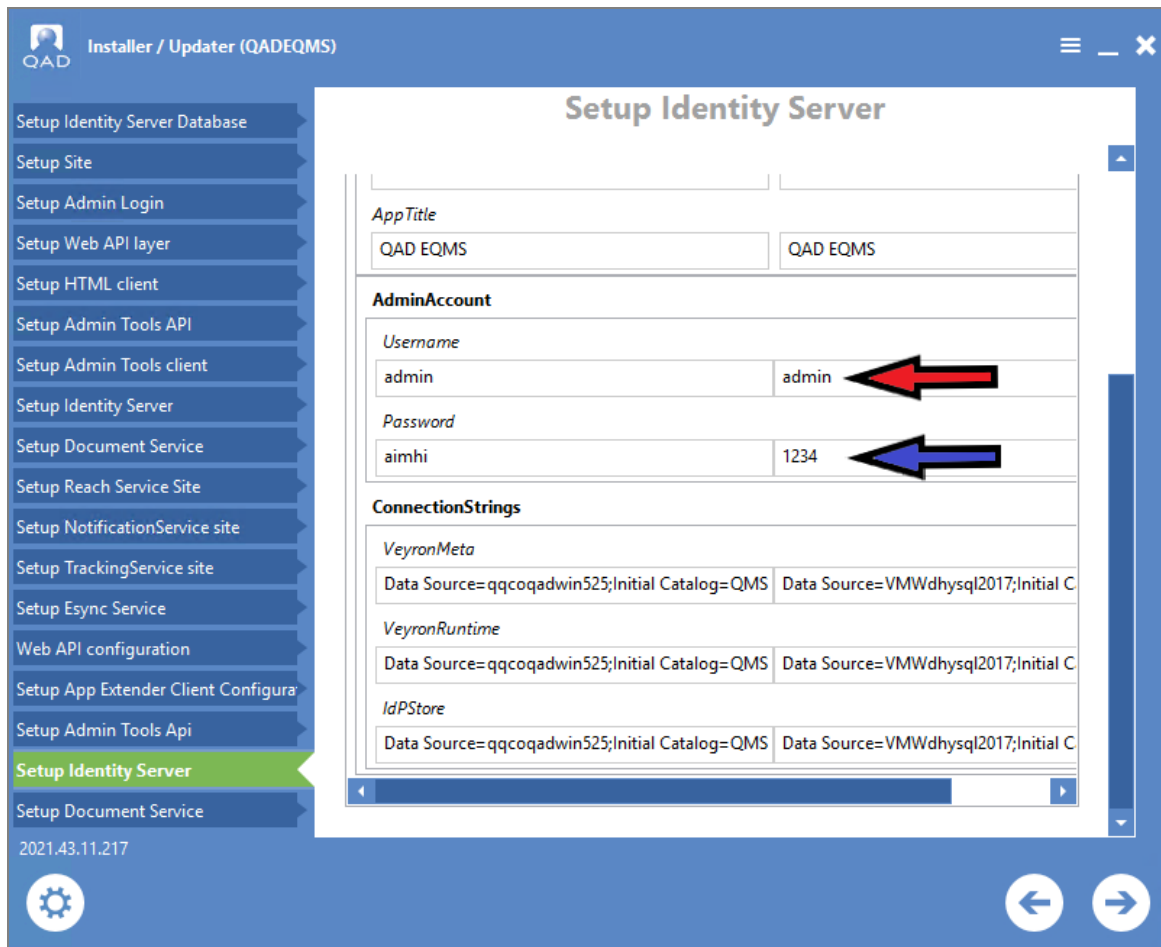 QAD
Installer / Updater (QADEQMS)
Setup Identity Server Database
Setup Site
Setup Admin Login
Setup Web API layer
Setup HTML client
Setup Admin Tools API
Setup Admin Tools client
Setup Identity Server
Setup Document Service
Setup Reach Service Site
Setup NotificationService site
Setup TrackingService site
Setup Esync Service
Web API configuration
Setup App Extender Client Configura
Setup Admin Tools Api
Setup Identity Server
Setup Document Service
2021.43.11.217
Setup Identity Server
AppTitle
QAD EQMS QAD EQMS
AdminAccount
Username
admin admin
Password
aimhi 1234
ConnectionStrings
VeyronMeta
Data Source=qqcoqadwin525;Initial Catalog=QMS Data Source=VMWdhysql2017;Initial C
VeyronRuntime
Data Source=qqcoqadwin525;Initial Catalog=QMS Data Source=VMWdhysql2017;Initial C
IdPStore
Data Source=qqcoqadwin525;Initial Catalog=QMS Data Source=VMWdhysql2017;Initial C